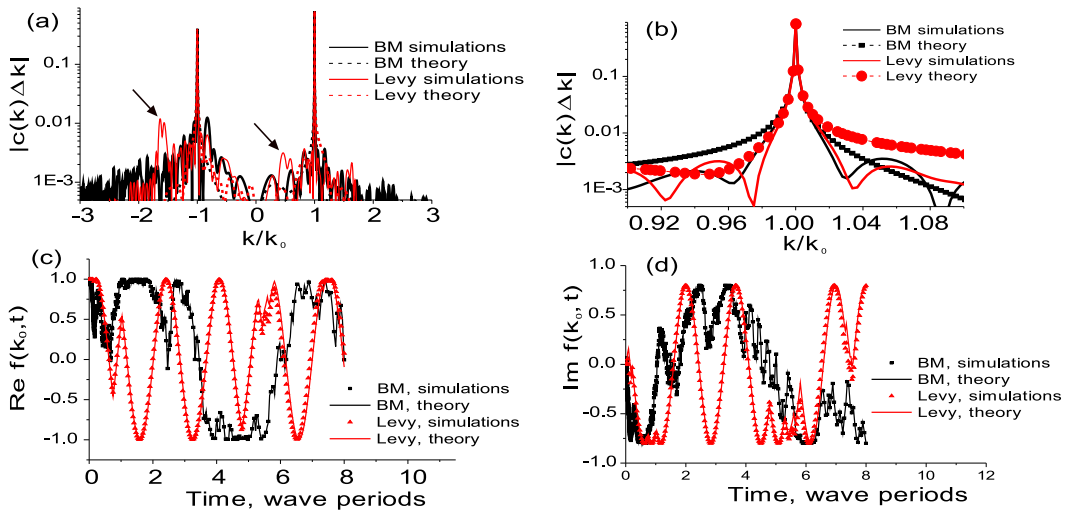 (a)
BM simulations
BM theory
Levy simulations
Levy theory
|c(k)Δk|
0.1
0.01
1E-3
-3 -2 -1 0 1 2 3
k/k₀
(b)
BM simulations
BM theory
Levy simulations
Levy theory
|c(k)Δk|
0.1
0.01
1E-3
0.92 0.96 1.00 1.04 1.08
k/k₀
(c)
Re f(k₀,t)
1.0
0.5
0.0
-0.5
-1.0
BM, simulations
BM, theory
Levy, simulations
Levy, theory
0 2 4 6 8 10
Time, wave periods
(d)
Im f(k₀,t)
1.0
0.5
0.0
-0.5
-1.0
BM, simulations
BM, theory
Levy, simulations
Levy, theory
0 2 4 6 8 10 12
Time, wave periods